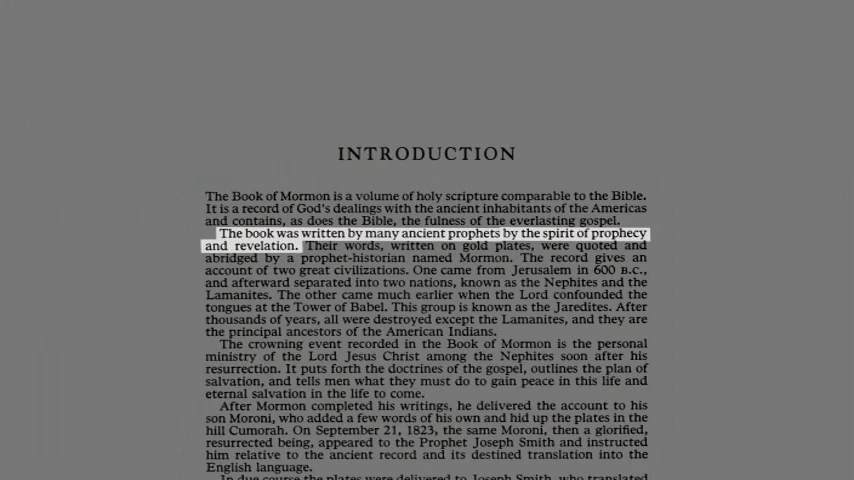 INTRODUCTION
The Book of Mormon is a volume of holy scripture comparable to the Bible.
It is a record of God's dealings with the ancient inhabitants of the Americas
and contains, as does the Bible, the fulness of the everlasting gospel.
The book was written by many ancient prophets by the spirit of prophecy
and revelation. Their words, written on gold plates, were quoted and
abridged by a prophet-historian named Mormon. The record gives an
account of two great civilizations. One came from Jerusalem in 600 B.C.,
and afterward separated into two nations, known as the Nephites and the
Lamanites. The other came much earlier when the Lord confounded the
tongues at the Tower of Babel. This group is known as the Jaredites. After
thousands of years, all were destroyed except the Lamanites, and they are
the principal ancestors of the American Indians.
The crowning event recorded in the Book of Mormon is the personal
ministry of the Lord Jesus Christ among the Nephites soon after his
resurrection. It puts forth the doctrines of the gospel, outlines the plan of
salvation, and tells men what they must do to gain peace in this life and
eternal salvation in the life to come.
After Mormon completed his writings, he delivered the account to his
son Moroni, who added a few words of his own and hid up the plates in the
hill Cumorah. On September 21, 1823, the same Moroni, then a glorified,
resurrected being, appeared to the Prophet Joseph Smith and instructed
him relative to the ancient record and its destined translation into the
English language.
In due course the plates were delivered to Joseph Smith, who translated